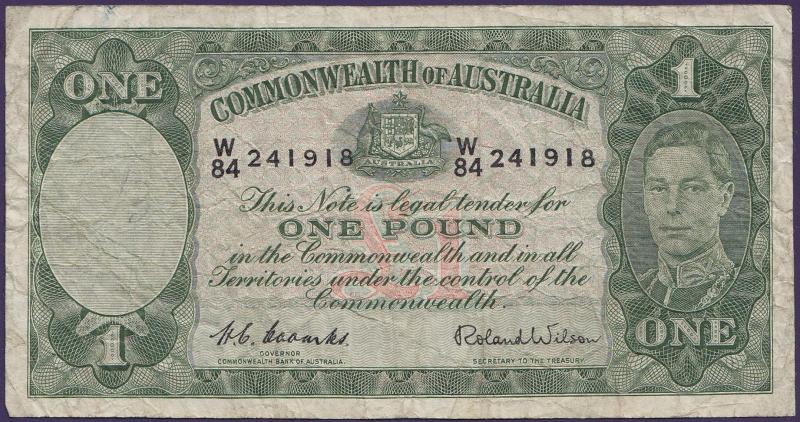 ONE
1
COMMONWEALTH OF AUSTRALIA
AUSTRALIA
W/84 241918
W/84 241918
This Note is legal tender for
ONE POUND
in the Commonwealth and in all
Territories under the control of the
Commonwealth.
£1
H.C. Coombs.
Roland Wilson
GOVERNOR
COMMONWEALTH BANK OF AUSTRALIA.
SECRETARY TO THE TREASURY.
1
ONE